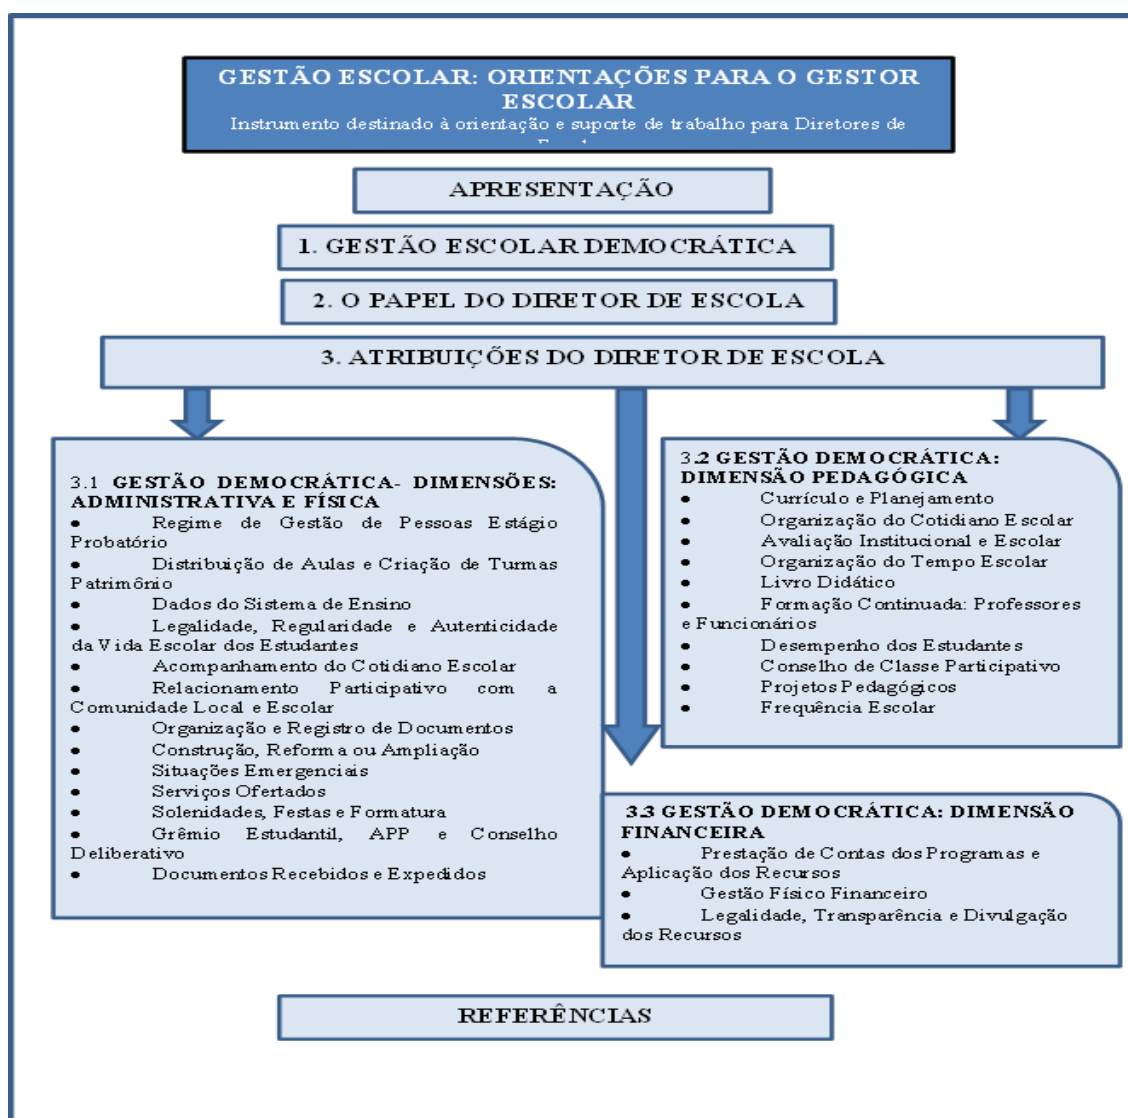 GESTÃO ESCOLAR: ORIENTAÇÕES PARA O GESTOR
ESCOLAR
Instrumento destinado à orientação e suporte de trabalho para Diretores de
APRESENTAÇÃO
1. GESTÃO ESCOLAR DEMOCRÁTICA
2. O PAPEL DO DIRETOR DE ESCOLA
3. ATRIBUIÇÕES DO DIRETOR DE ESCOLA
3.1 GESTÃO DEMOCRÁTICA- DIMENSÕES:
ADMINISTRATIVA E FÍSICA
• Regime de Gestão de Pessoas Estágio
Probatório
• Distribuição de Aulas e Criação de Turmas
Patrimônio
• Dados do Sistema de Ensino
• Legalidade, Regularidade e Autenticidade
da Vida Escolar dos Estudantes
• Acompanhamento do Cotidiano Escolar
• Relacionamento Participativo com a
Comunidade Local e Escolar
• Organização e Registro de Documentos
• Construção, Reforma ou Ampliação
• Situações Emergenciais
• Serviços Ofertados
• Solenidades, Festas e Formatura
• Grêmio Estudantil, APP e Conselho
Deliberativo
• Documentos Recebidos e Expedidos
3.2 GESTÃO DEMOCRÁTICA:
DIMENSÃO PEDAGÓGICA
• Currículo e Planejamento
• Organização do Cotidiano Escolar
• Avaliação Institucional e Escolar
• Organização do Tempo Escolar
• Livro Didático
• Formação Continuada: Professores
e Funcionários
• Desempenho dos Estudantes
• Conselho de Classe Participativo
• Projetos Pedagógicos
• Frequência Escolar
3.3 GESTÃO DEMOCRÁTICA: DIMENSÃO
FINANCEIRA
• Prestação de Contas dos Programas e
Aplicação dos Recursos
• Gestão Físico Financeiro
• Legalidade, Transparência e Divulgação
dos Recursos
REFERÊNCIAS